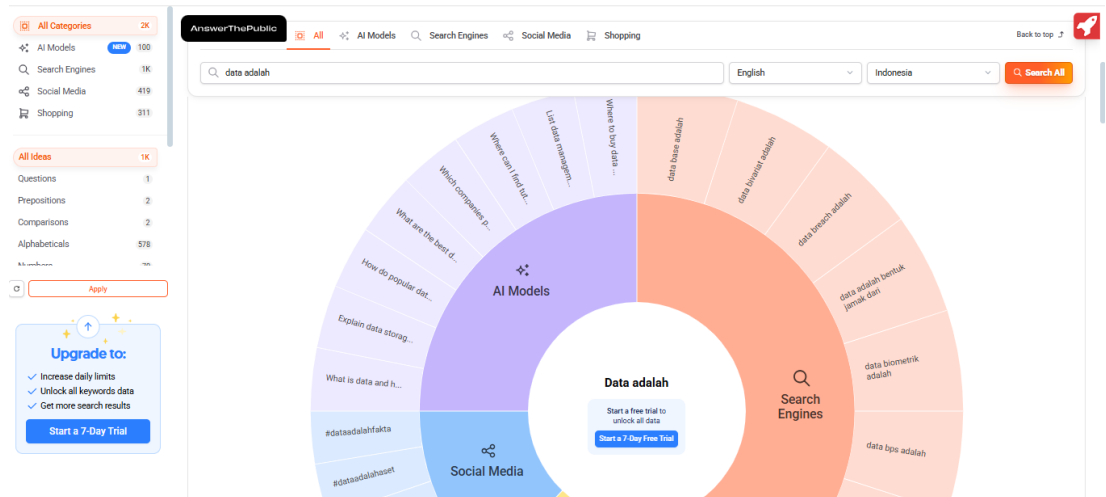 All Categories 2K
AI Models NEW 100
Search Engines 1K
Social Media 419
Shopping 311
All Ideas 1K
Questions 1
Prepositions 2
Comparisons 2
Alphabeticals 578
Apply
Upgrade to:
Increase daily limits
Unlock all keywords data
Get more search results
Start a 7-Day Trial
AnswerThePublic
All
AI Models
Search Engines
Social Media
Shopping
Back to top
data adalah
English
Indonesia
Search All
What is data and h...
Explain data storag...
How do popular dat...
What are the best d...
Which companies p...
Where can I find tut...
List data managem...
Where to buy data ...
data base adalah
data bivariat adalah
data breach adalah
data adalah bentuk
jamak dari
data biometrik
adalah
data bps adalah
AI Models
Search
Engines
Social Media
#dataadalahfakta
#dataadalahaset
Data adalah
Start a free trial to
unlock all data
Start a 7-Day Free Trial